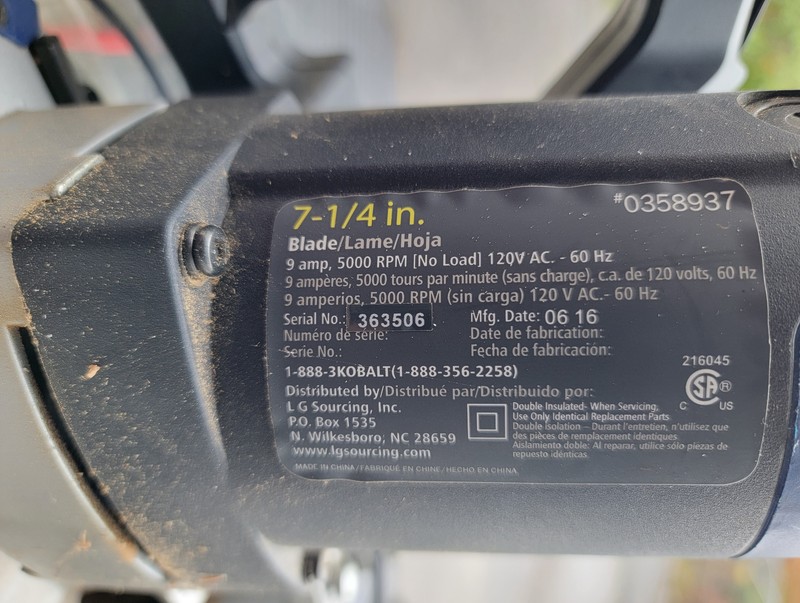 7-1/4 in.
#0358937
Blade/Lame/Hoja
9 amp, 5000 RPM [No Load] 120V AC. - 60 Hz
9 ampères, 5000 tours par minute (sans charge), c.a. de 120 volts, 60 Hz
9 amperios, 5000 RPM (sin carga) 120 V AC.- 60 Hz
Serial No.: 363506
Mfg. Date: 06 16
Numéro de série:
Date de fabrication:
Serie No.:
Fecha de fabricación:
1-888-3KOBALT(1-888-356-2258)
Distributed by/Distribué par/Distribuido por:
L G Sourcing, Inc.
P.O. Box 1535
N. Wilkesboro, NC 28659
www.lgsourcing.com
MADE IN CHINA/FABRIQUÉ EN CHINE/HECHO EN CHINA
Double Insulated- When Servicing,
Use Only Identical Replacement Parts
Double isolation – Durant l'entretien, n'utilisez que
des pièces de remplacement identiques.
Aislamiento doble: Al reparar, utilice sólo piezas de
repuesto idénticas.
216045
C SA ® US